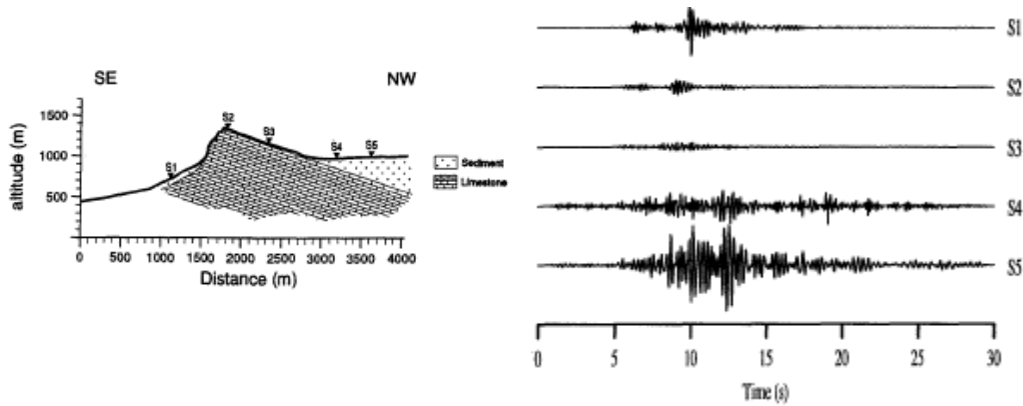 SE NW
1500
1000
500
altitude (m)
S1
S2
S3
S4
S5
Sediment
Limestone
0 500 1000 1500 2000 2500 3000 3500 4000
Distance (m)
S1
S2
S3
S4
S5
0 5 10 15 20 25 30
Time (s)